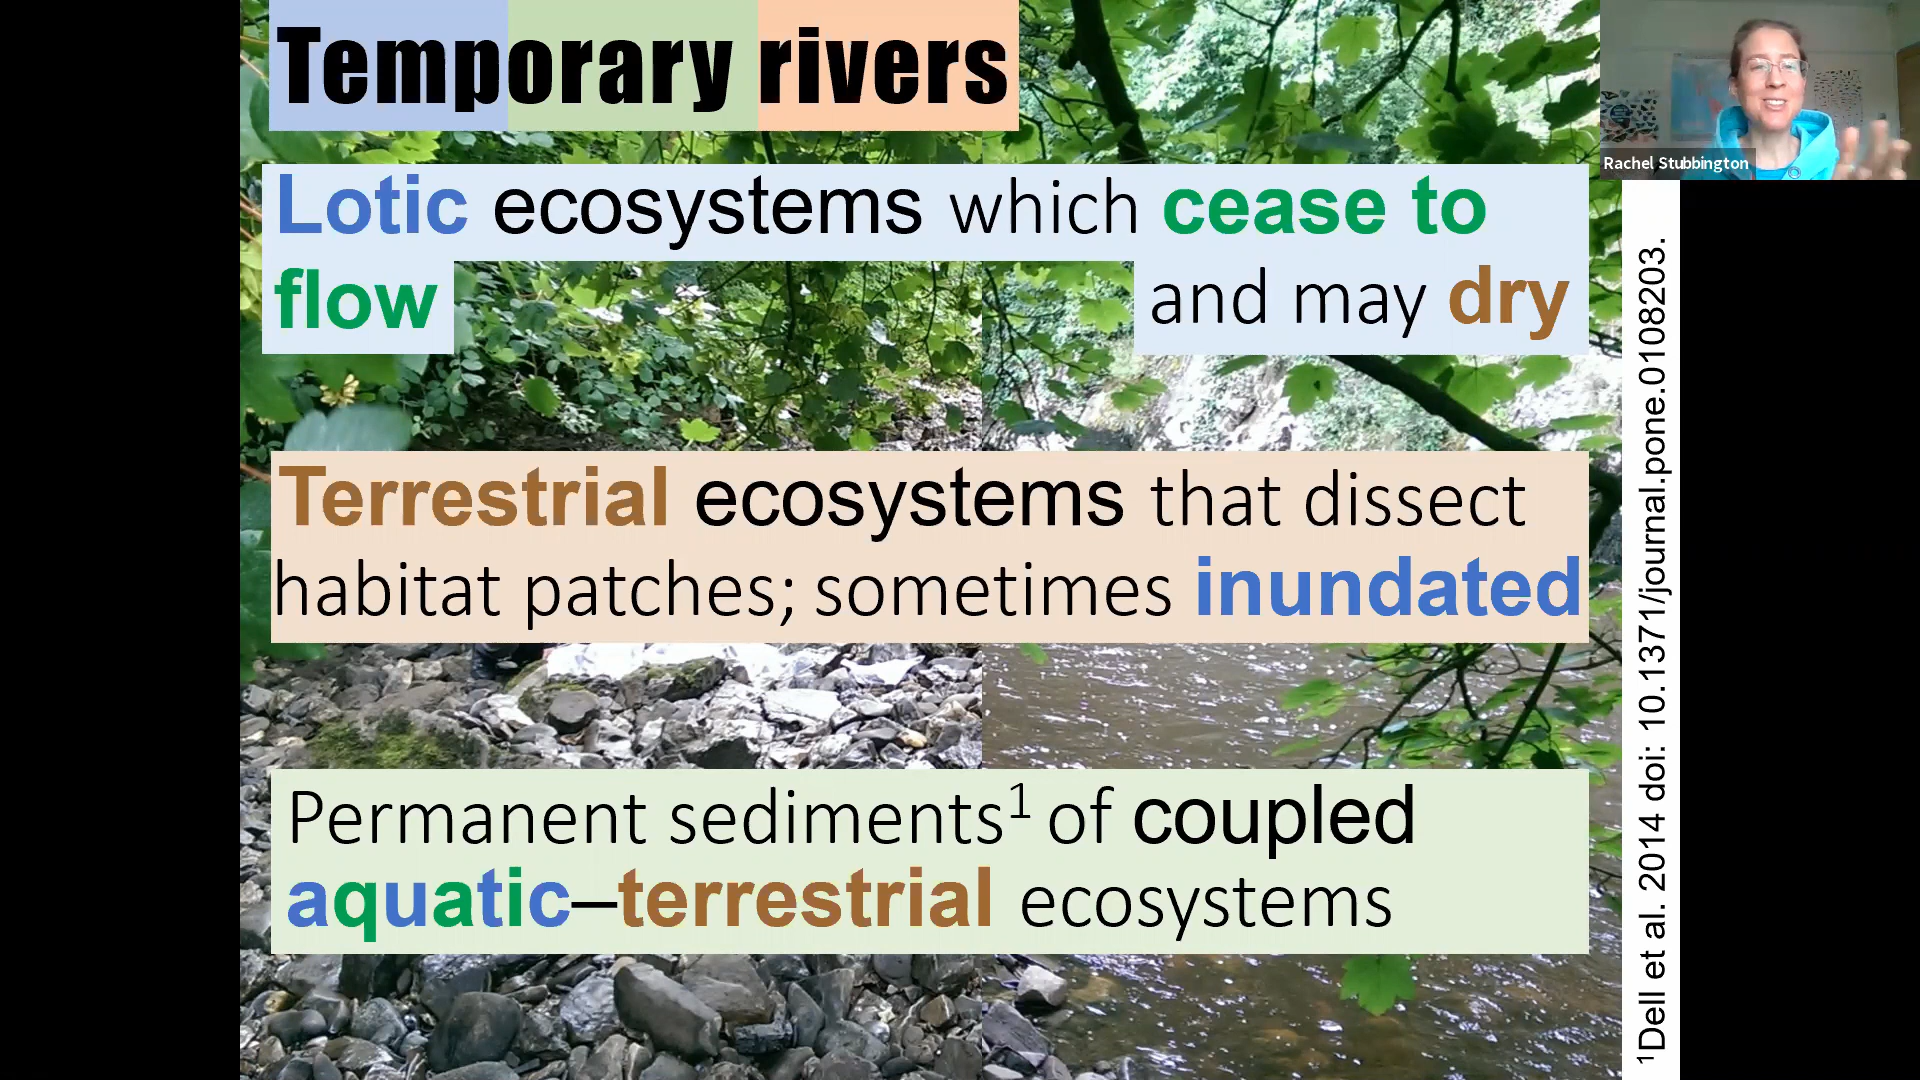 Temporary rivers
Rachel Stubbington
Lotic ecosystems which cease to
flow and may dry
Terrestrial ecosystems that dissect
habitat patches; sometimes inundated
Permanent sediments¹ of coupled
aquatic–terrestrial ecosystems
¹Dell et al. 2014 doi: 10.1371/journal.pone.0108203.